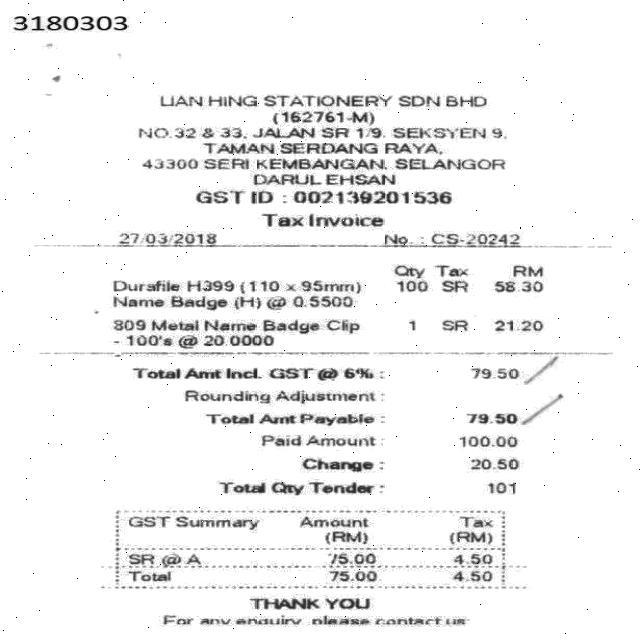 3180303
LIAN HING STATIONERY SDN BHD
(162761-M)
NO.32 & 33, JALAN SR 1/9, SEKSYEN 9,
TAMAN SERDANG RAYA,
43300 SERI KEMBANGAN, SELANGOR
DARUL EHSAN
GST ID : 002139201536
Tax Invoice
27/03/2018 No. : CS-20242
Qty Tax RM
Durafile H399 (110 x 95mm) 100 SR 58.30
Name Badge (H) @ 0.5500
809 Metal Name Badge Clip 1 SR 21.20
- 100's @ 20.0000
Total Amt Incl. GST @ 6% : 79.50
Rounding Adjustment :
Total Amt Payable : 79.50
Paid Amount : 100.00
Change : 20.50
Total Qty Tender : 101
GST Summary Amount Tax
(RM) (RM)
SR @ A 75.00 4.50
Total 75.00 4.50
THANK YOU
For any enquiry, please contact us: